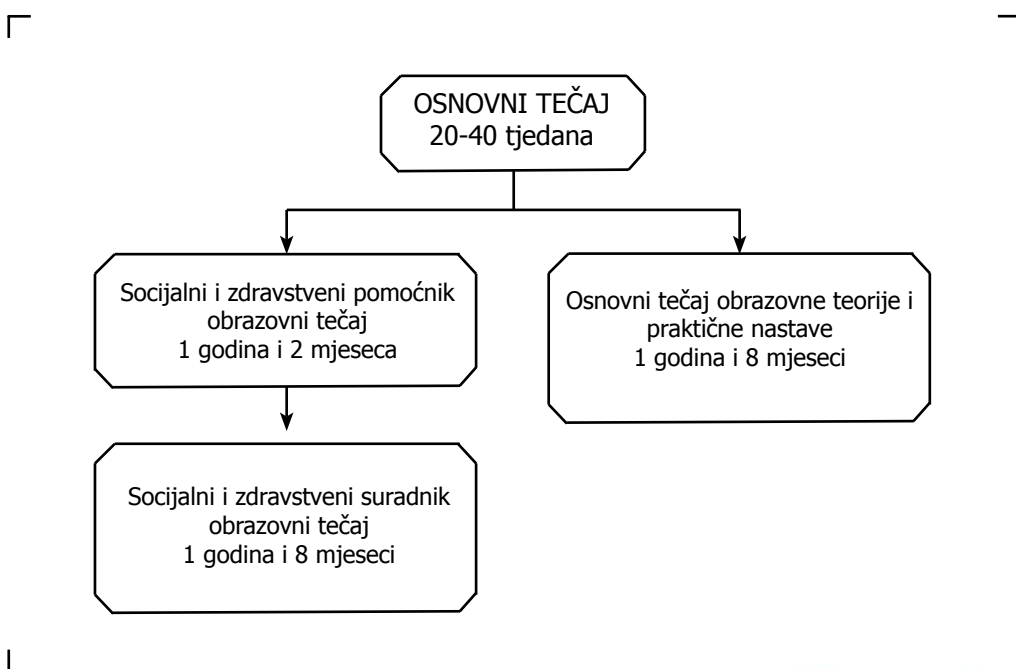 OSNOVNI TEČAJ
20-40 tjedana
Socijalni i zdravstveni pomoćnik
obrazovni tečaj
1 godina i 2 mjeseca
Osnovni tečaj obrazovne teorije i
praktične nastave
1 godina i 8 mjeseci
Socijalni i zdravstveni suradnik
obrazovni tečaj
1 godina i 8 mjeseci